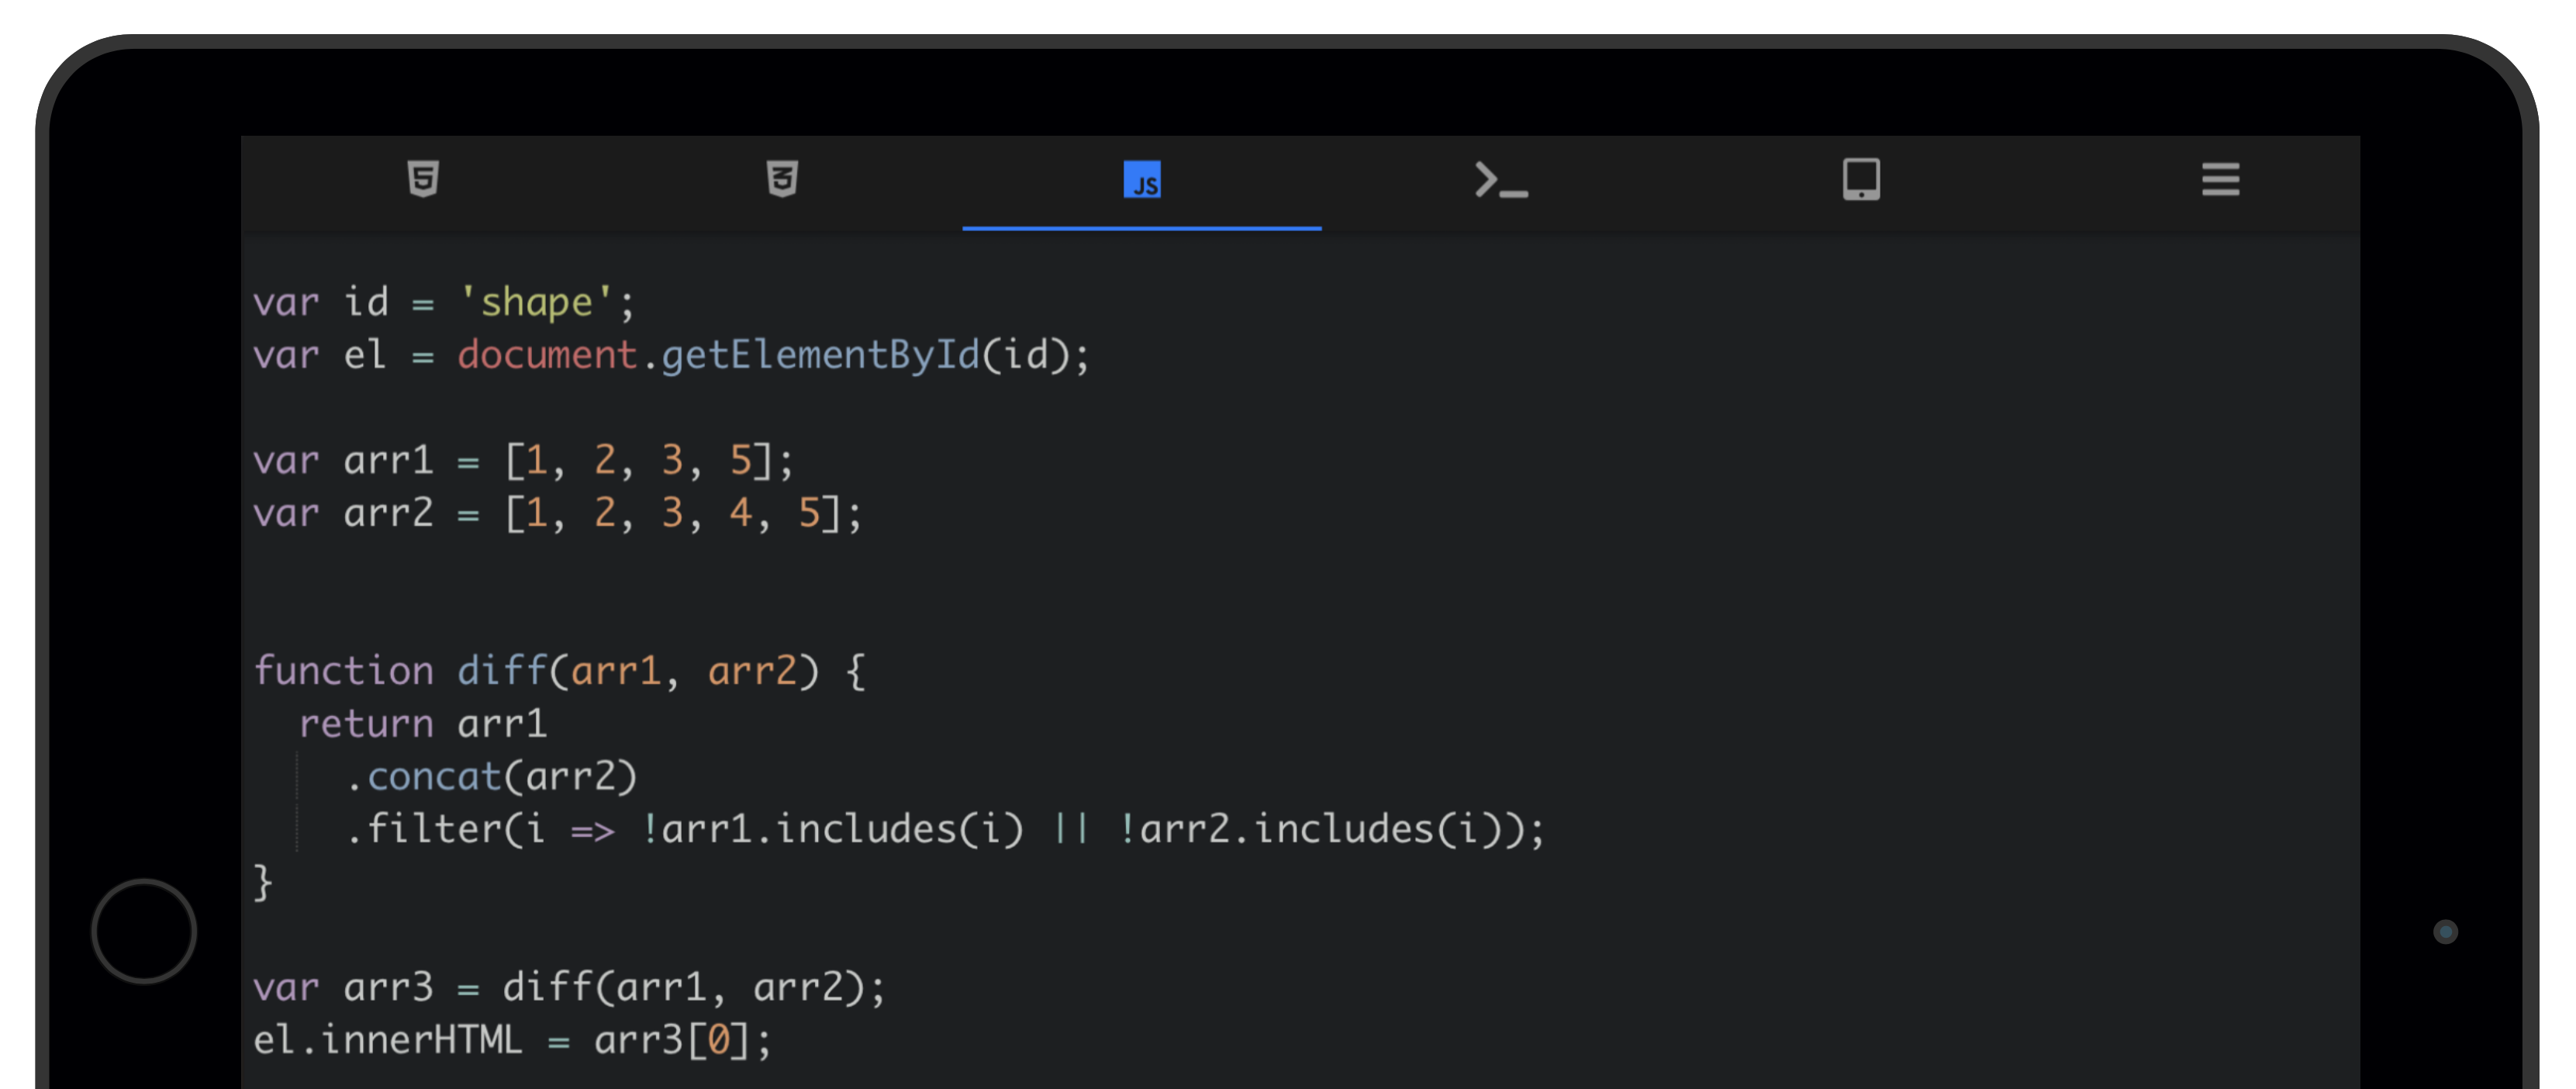 5 3 JS >_
var id = 'shape';
var el = document.getElementById(id);
var arr1 = [1, 2, 3, 5];
var arr2 = [1, 2, 3, 4, 5];
function diff(arr1, arr2) {
return arr1
.concat(arr2)
.filter(i => !arr1.includes(i) || !arr2.includes(i));
}
var arr3 = diff(arr1, arr2);
el.innerHTML = arr3[0];